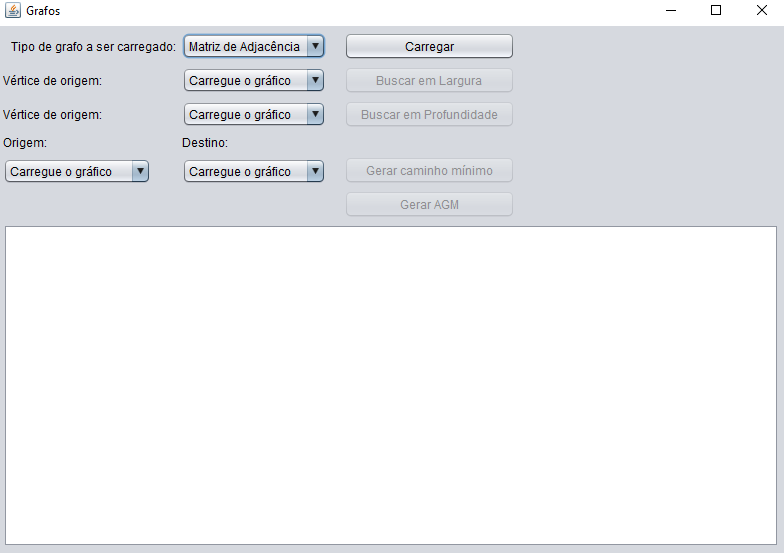 Grafos
Tipo de grafo a ser carregado: Matriz de Adjacência Carregar
Vértice de origem: Carregue o gráfico Buscar em Largura
Vértice de origem: Carregue o gráfico Buscar em Profundidade
Origem: Destino:
Carregue o gráfico Carregue o gráfico Gerar caminho mínimo
Gerar AGM